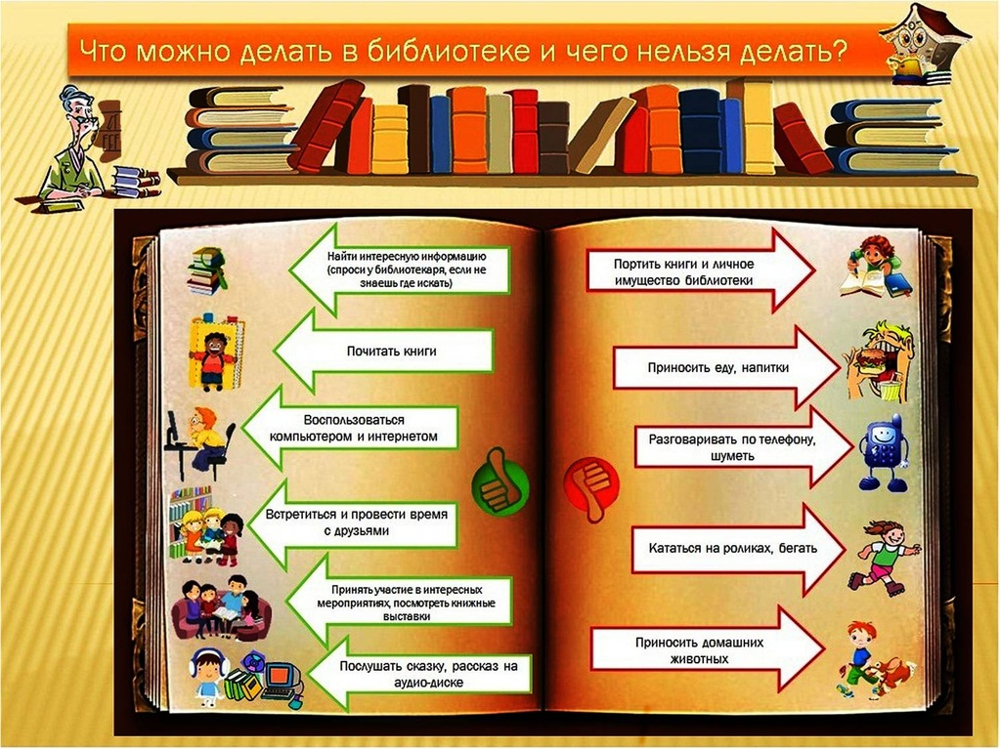 Что можно делать в библиотеке и чего нельзя делать?
Найти интересную информацию
(спроси у библиотекаря, если не
знаешь где искать)
Почитать книги
Воспользоваться
компьютером и интернетом
Встретиться и провести время
с друзьями
Принять участие в интересных
мероприятиях, посмотреть книжные
выставки
Послушать сказку, рассказ на
аудио-диске
Портить книги и личное
имущество библиотеки
Приносить еду, напитки
Разговаривать по телефону,
шуметь
Кататься на роликах, бегать
Приносить домашних
животных